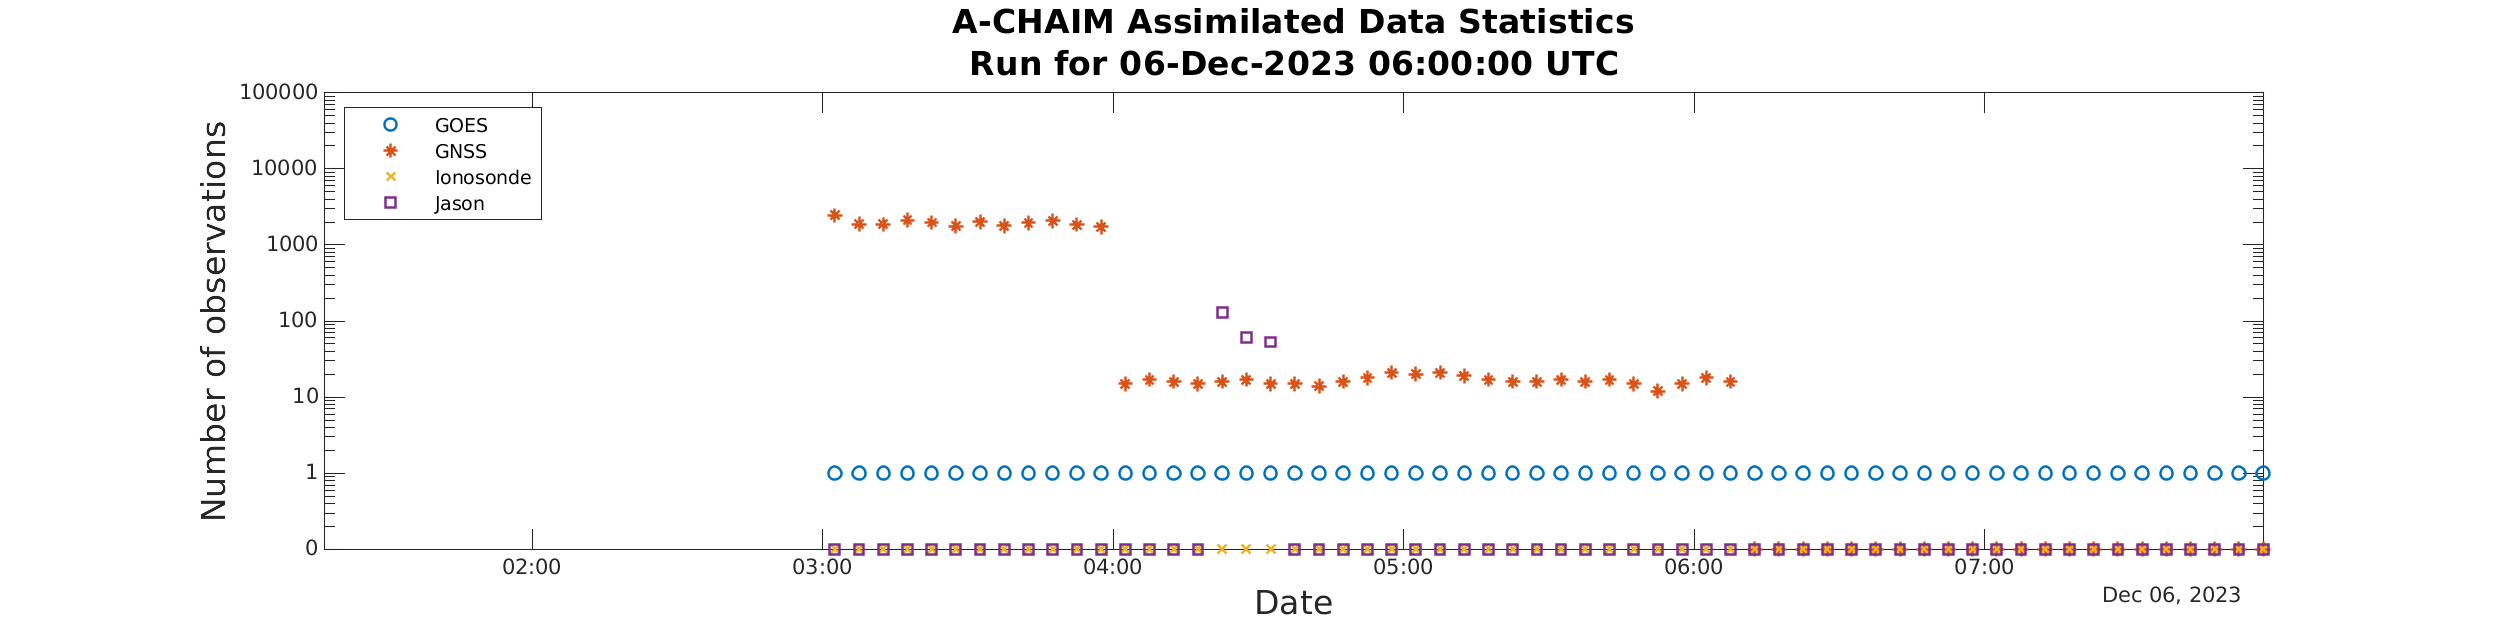 A-CHAIM Assimilated Data Statistics
Run for 06-Dec-2023 06:00:00 UTC
Number of observations
100000
10000
1000
100
10
1
0
GOES
GNSS
Ionosonde
Jason
02:00 03:00 04:00 05:00 06:00 07:00
Date
Dec 06, 2023